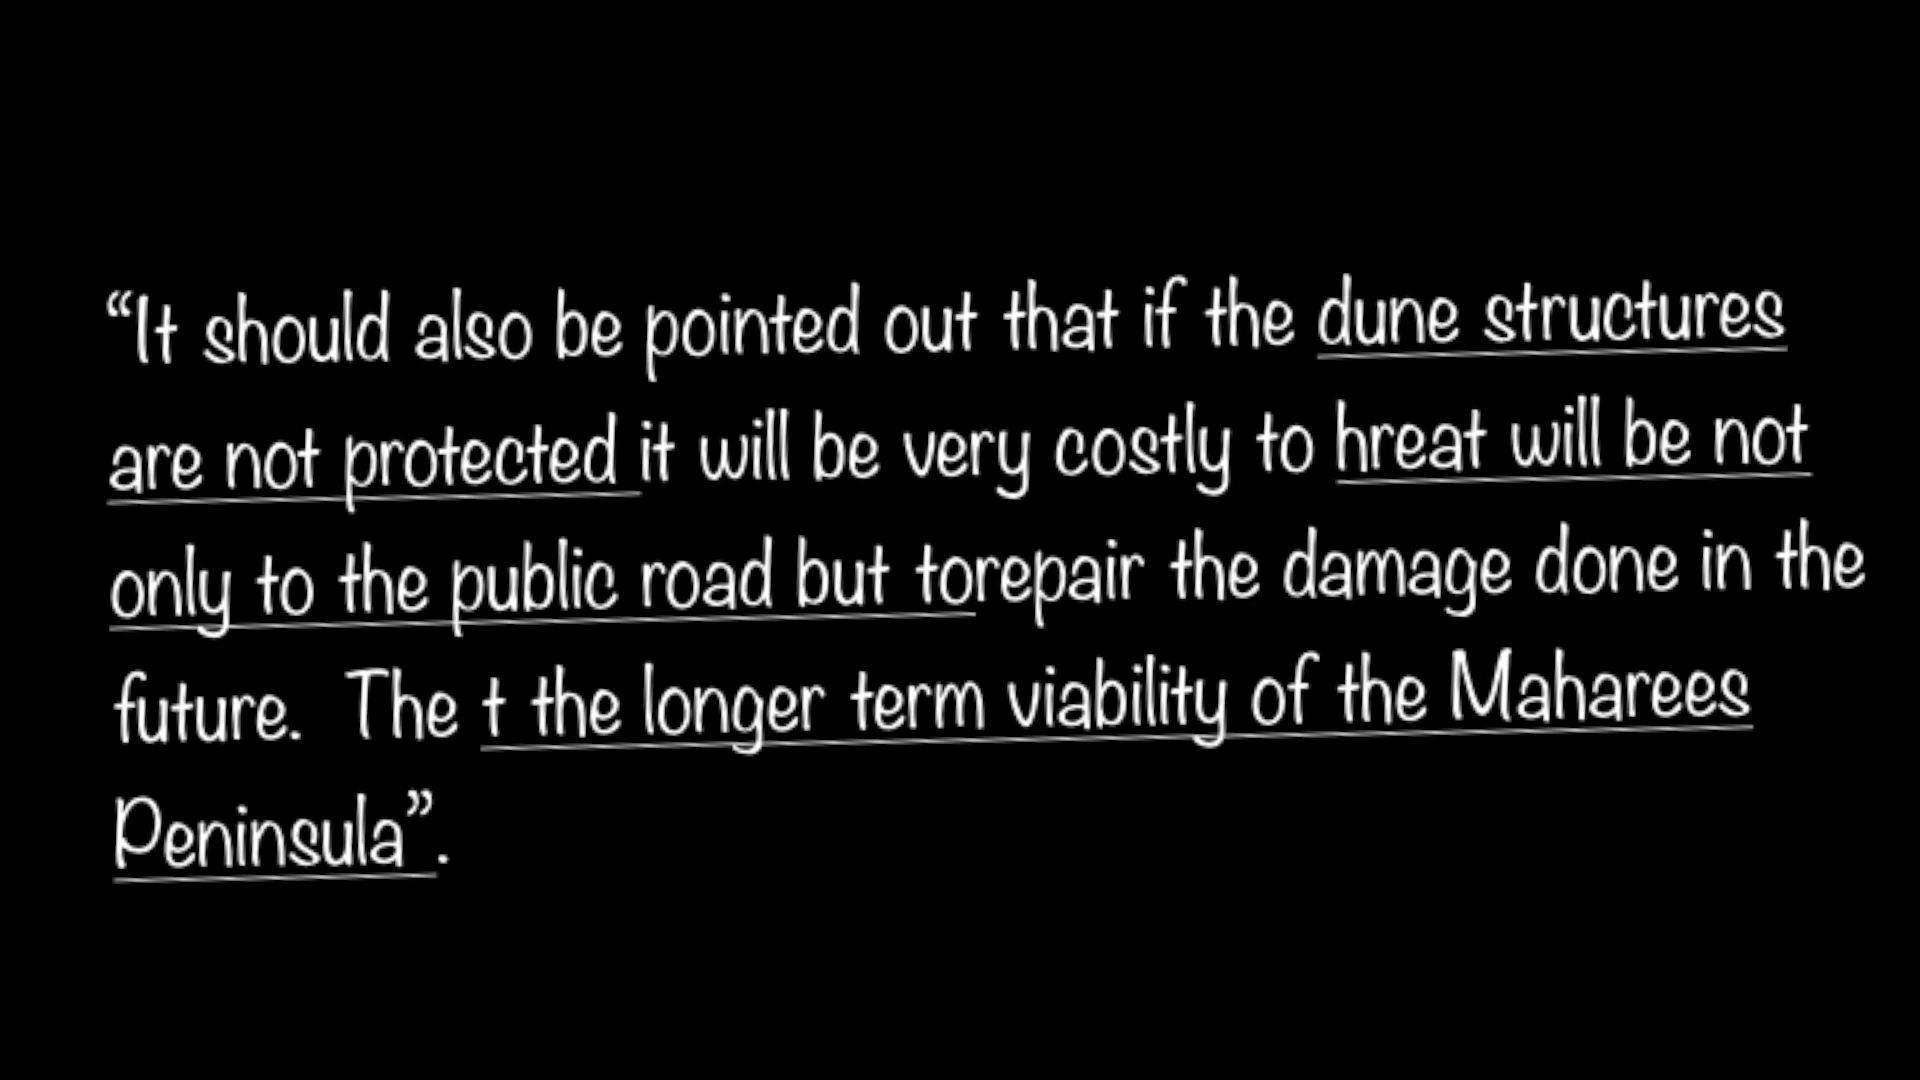 “It should also be pointed out that if the dune structures
are not protected it will be very costly to hreat will be not
only to the public road but torepair the damage done in the
future.  The t the longer term viability of the Maharees
Peninsula”.